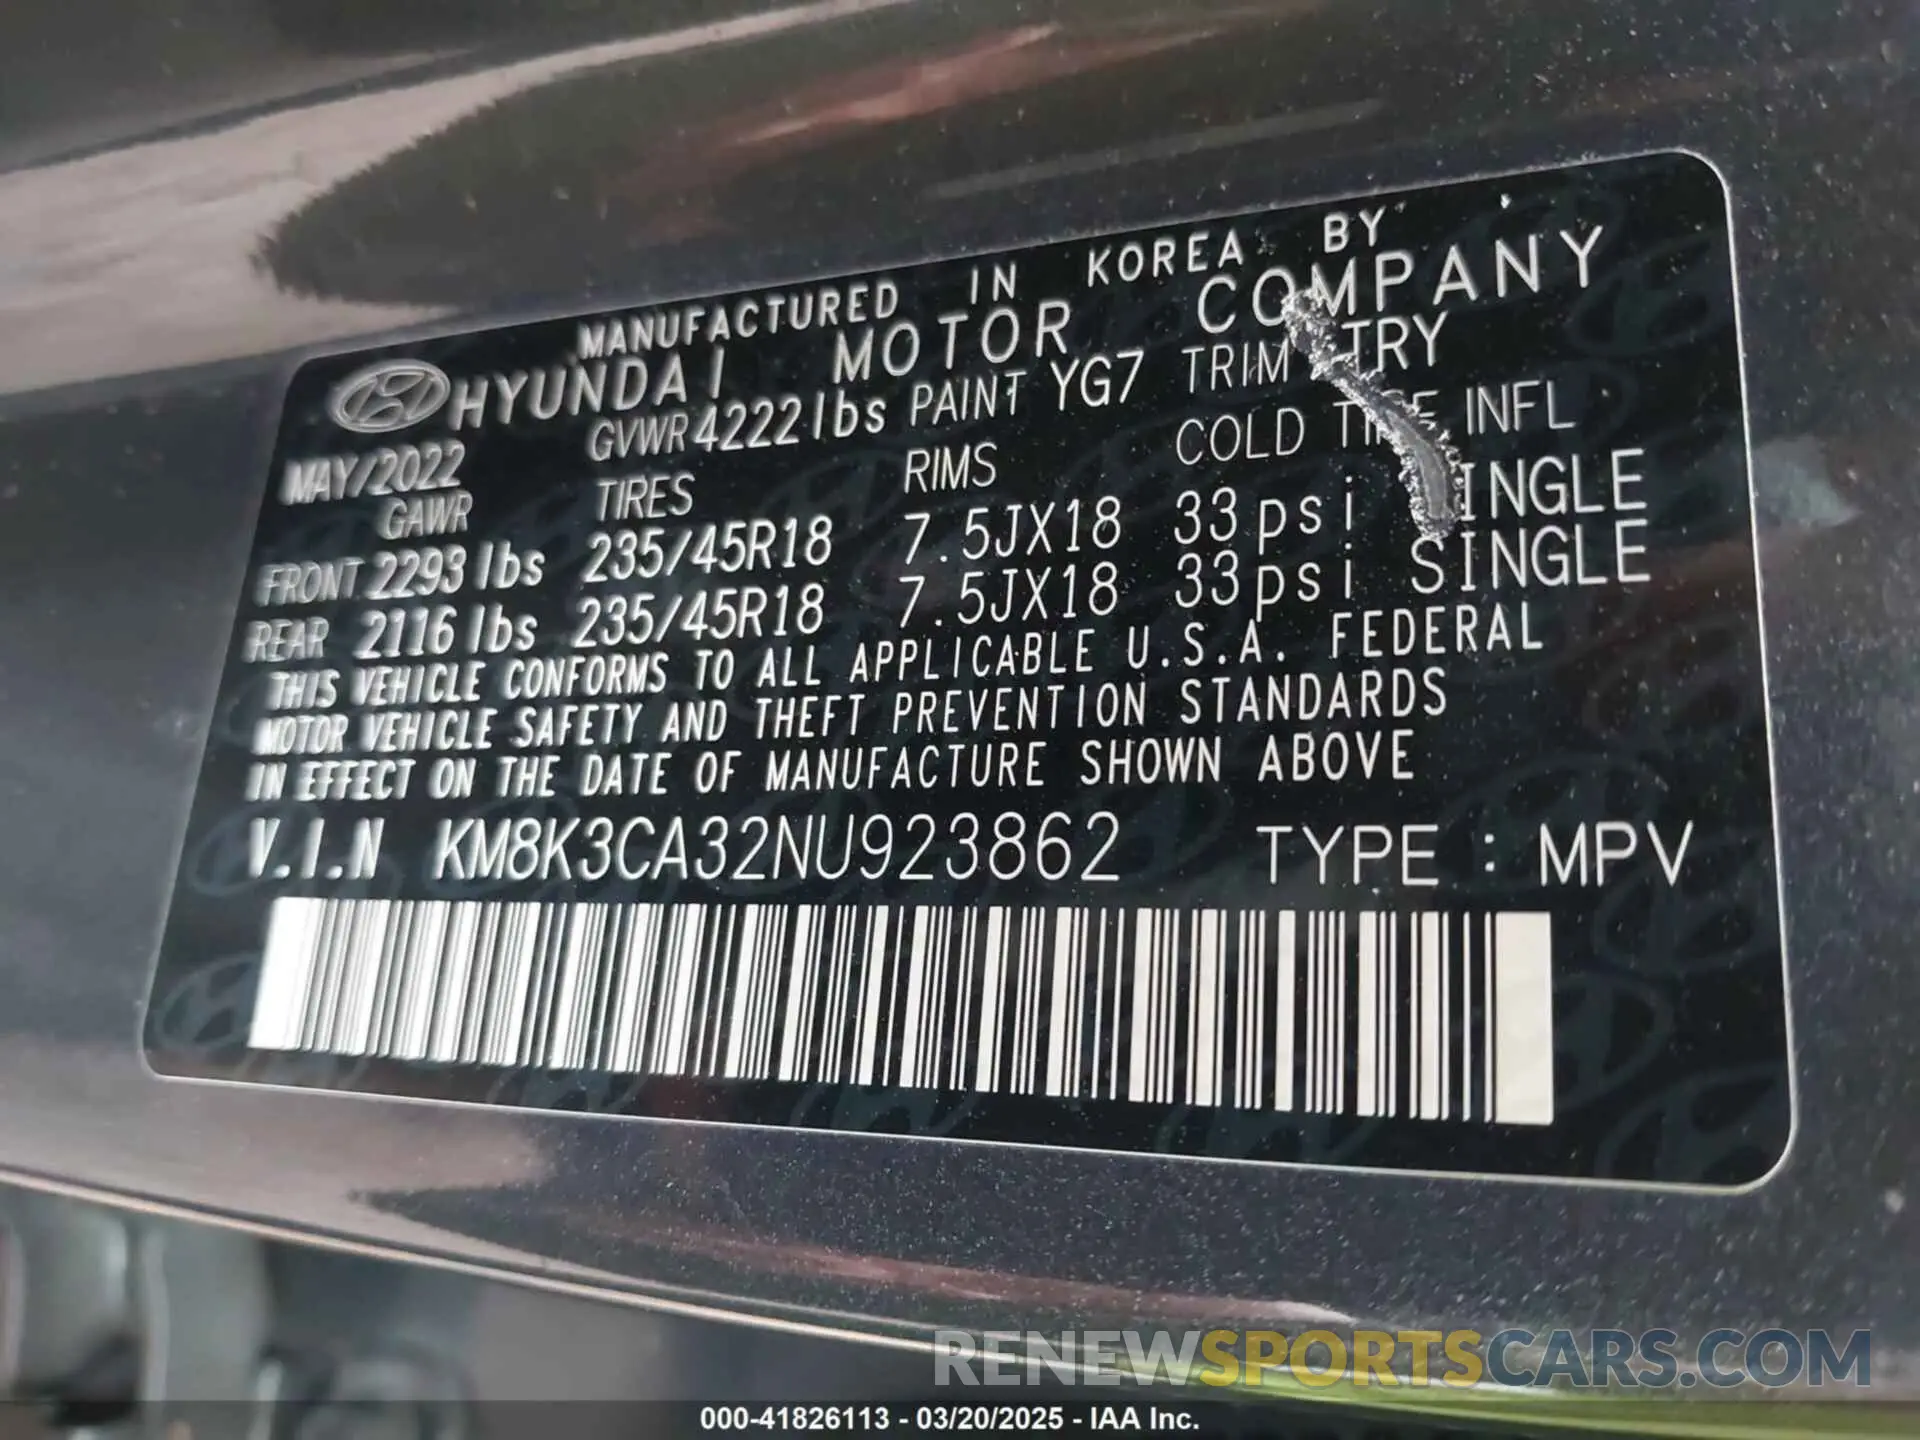 MANUFACTURED IN KOREA BY
HYUNDAI MOTOR COMPANY
MAY/2022 GVWR 4222 lbs PAINT YG7 TRIM TRY
GAWR TIRES RIMS COLD TIRE INFL
FRONT 2293 lbs 235/45R18 7.5JX18 33psi SINGLE
REAR 2116 lbs 235/45R18 7.5JX18 33psi SINGLE
THIS VEHICLE CONFORMS TO ALL APPLICABLE U.S.A. FEDERAL
MOTOR VEHICLE SAFETY AND THEFT PREVENTION STANDARDS
IN EFFECT ON THE DATE OF MANUFACTURE SHOWN ABOVE
V.I.N KM8K3CA32NU923862 TYPE : MPV
RENEWSPORTSCARS.COM
000-41826113 - 03/20/2025 - IAA Inc.